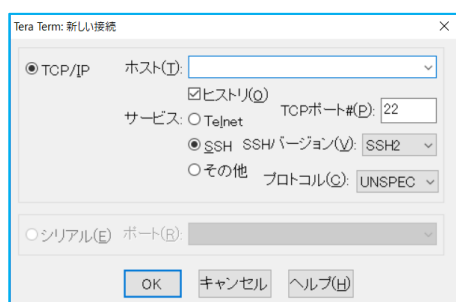 Tera Term: 新しい接続
TCP/IP
ホスト(T):
ヒストリ(O)
サービス: Telnet
TCPポート#(P): 22
SSH
SSHバージョン(V): SSH2
その他
プロトコル(C): UNSPEC
シリアル(E)
ポート(R):
OK
キャンセル
ヘルプ(H)